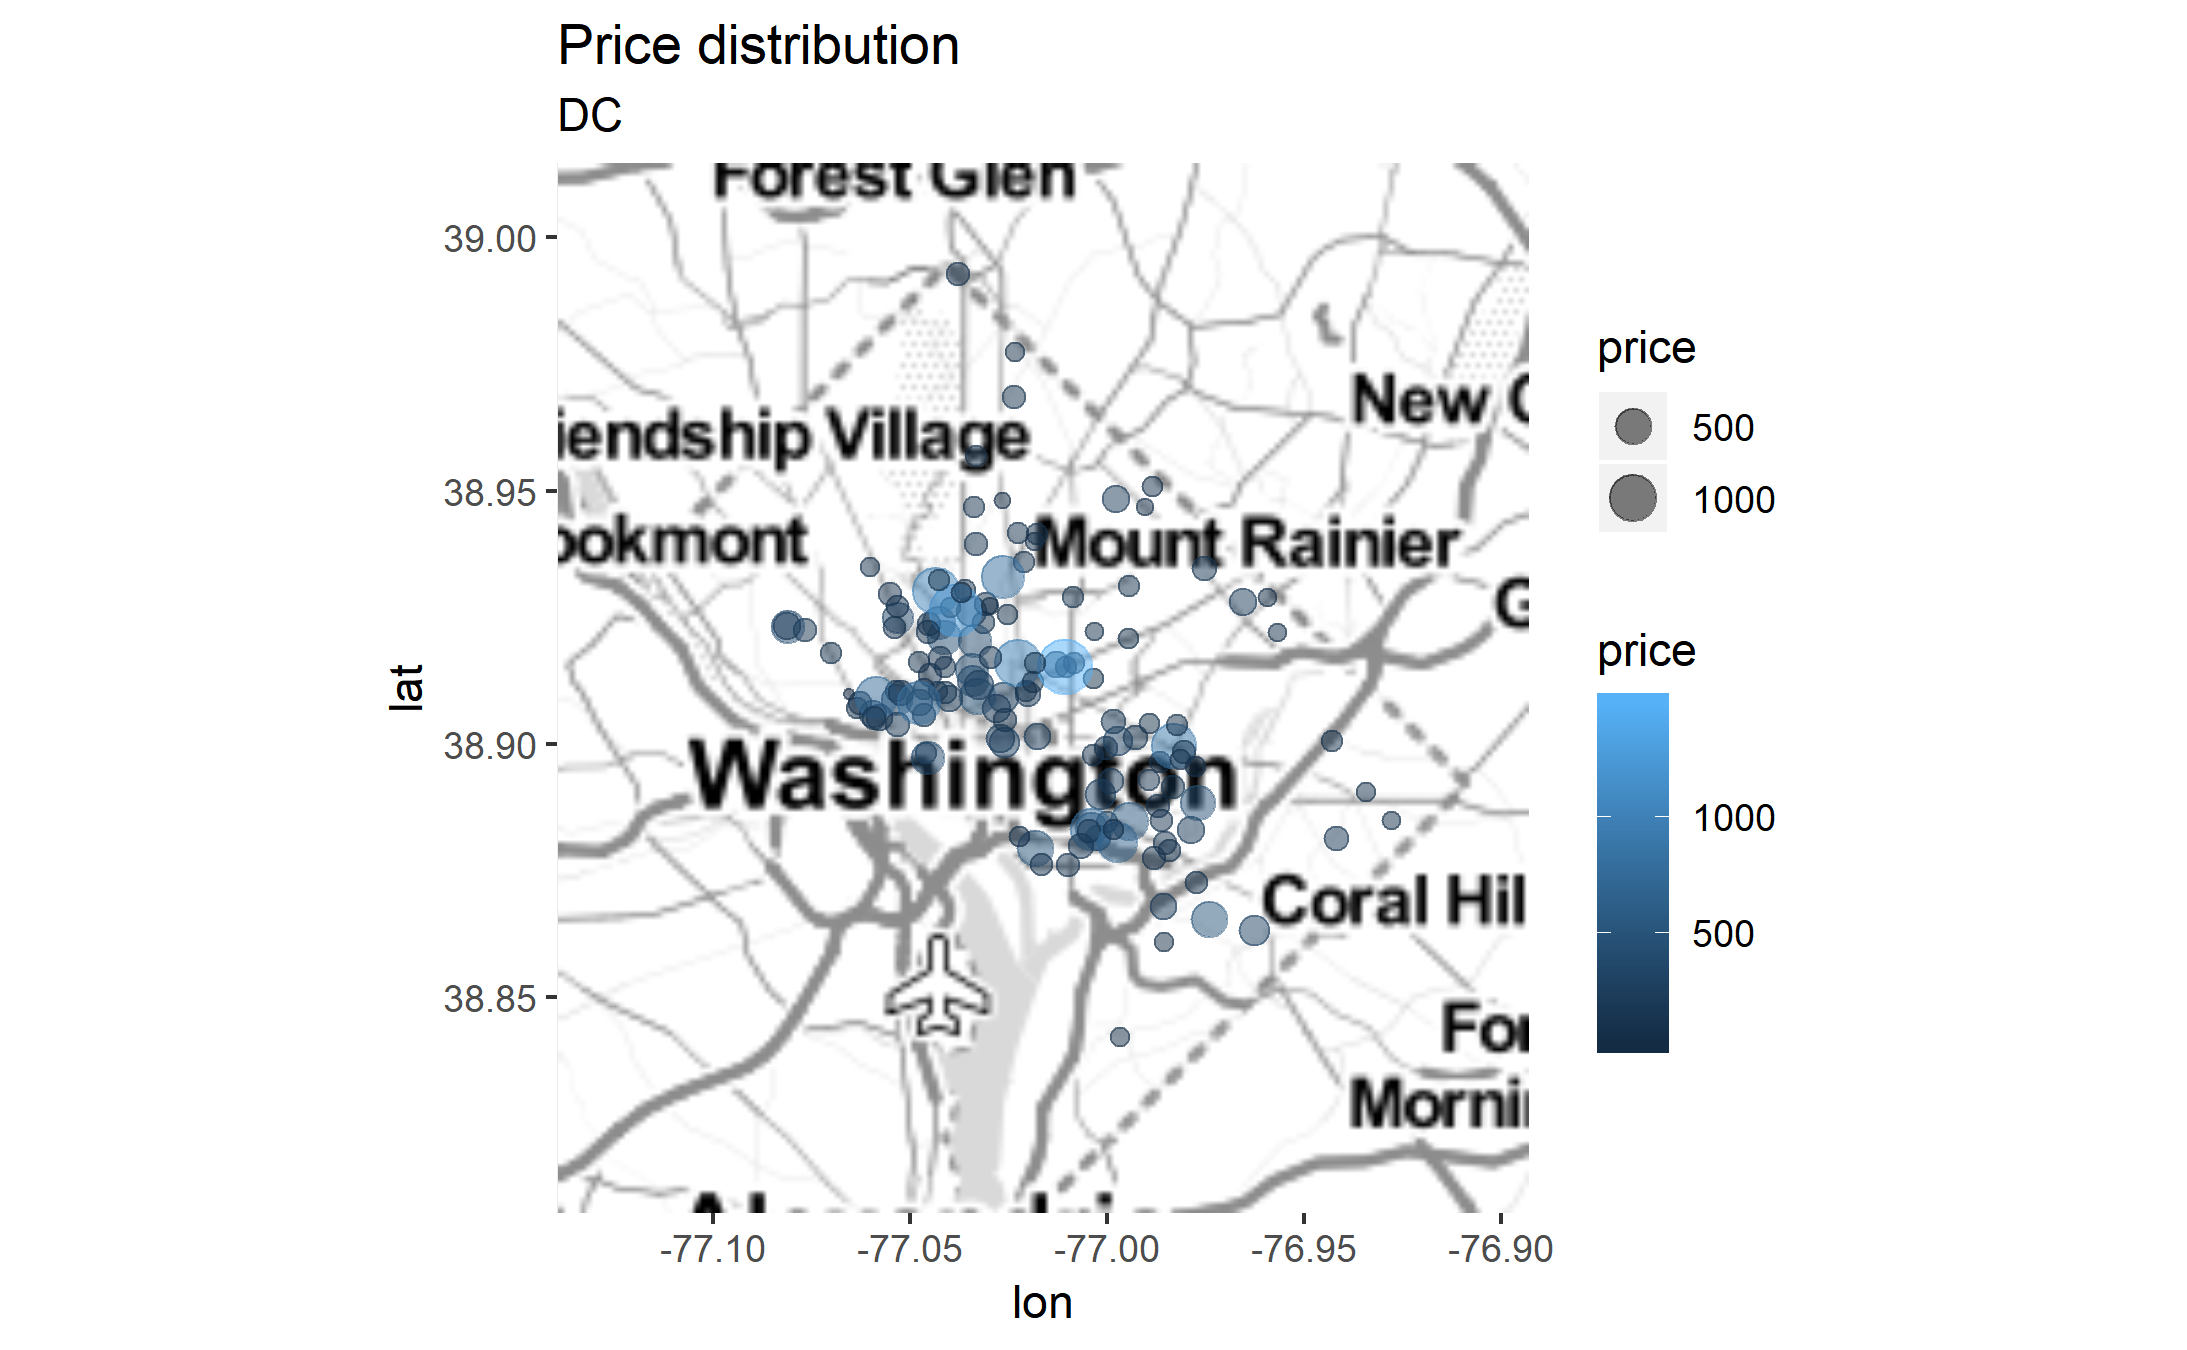 Price distribution
DC
Forest Glen
39.00
iendship Village
New C
38.95
ookmont
Mount Rainier
G
lat
38.90
Washington
Coral Hil
38.85
For
Mornin
-77.10
-77.05
-77.00
-76.95
-76.90
lon
price
500
1000
price
1000
500